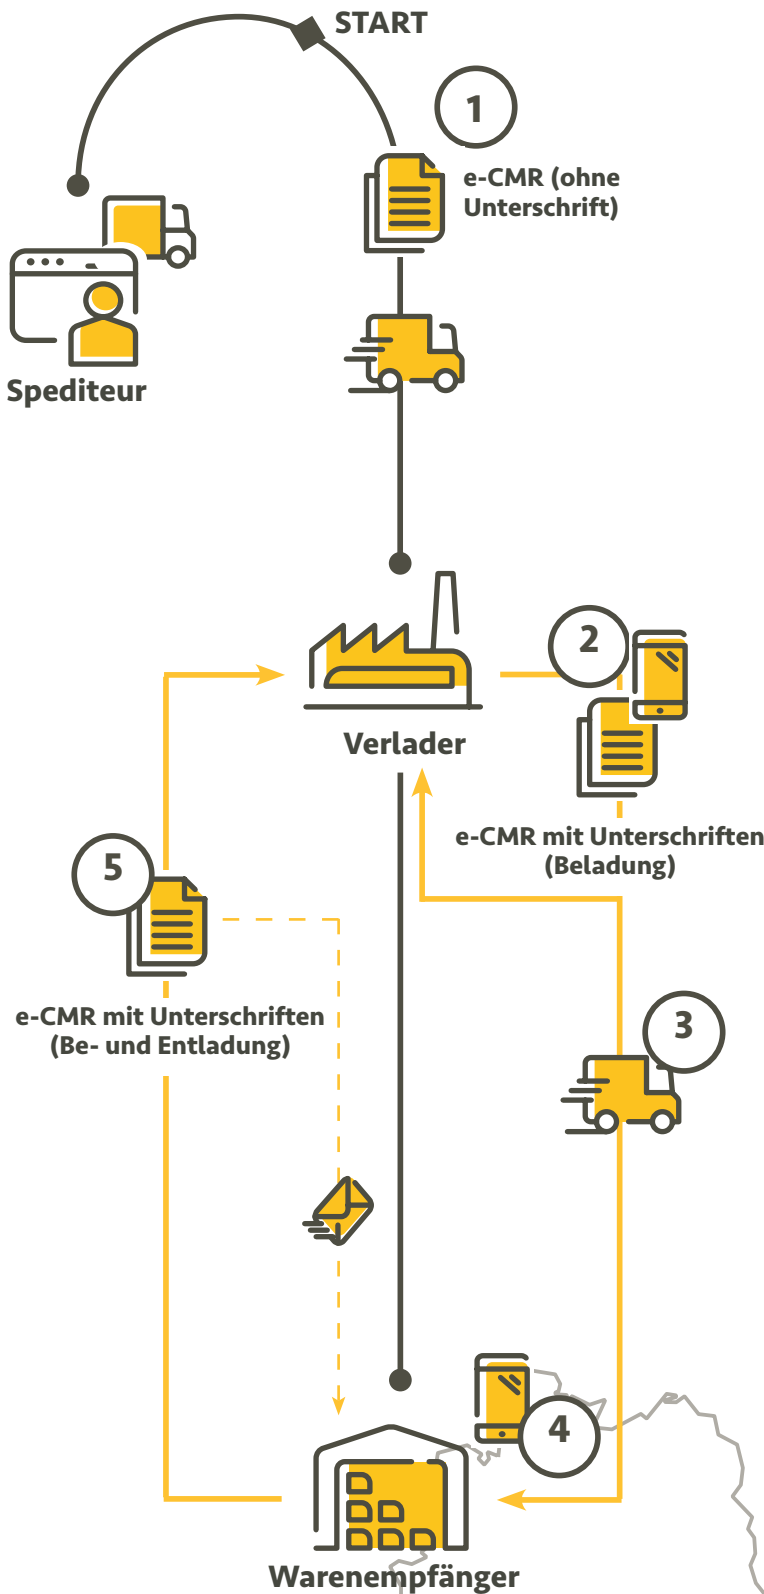 START
1
e-CMR (ohne
Unterschrift)
Spediteur
2
Verlader
e-CMR mit Unterschriften
(Beladung)
5
e-CMR mit Unterschriften
(Be- und Entladung)
3
4
Warenempfänger